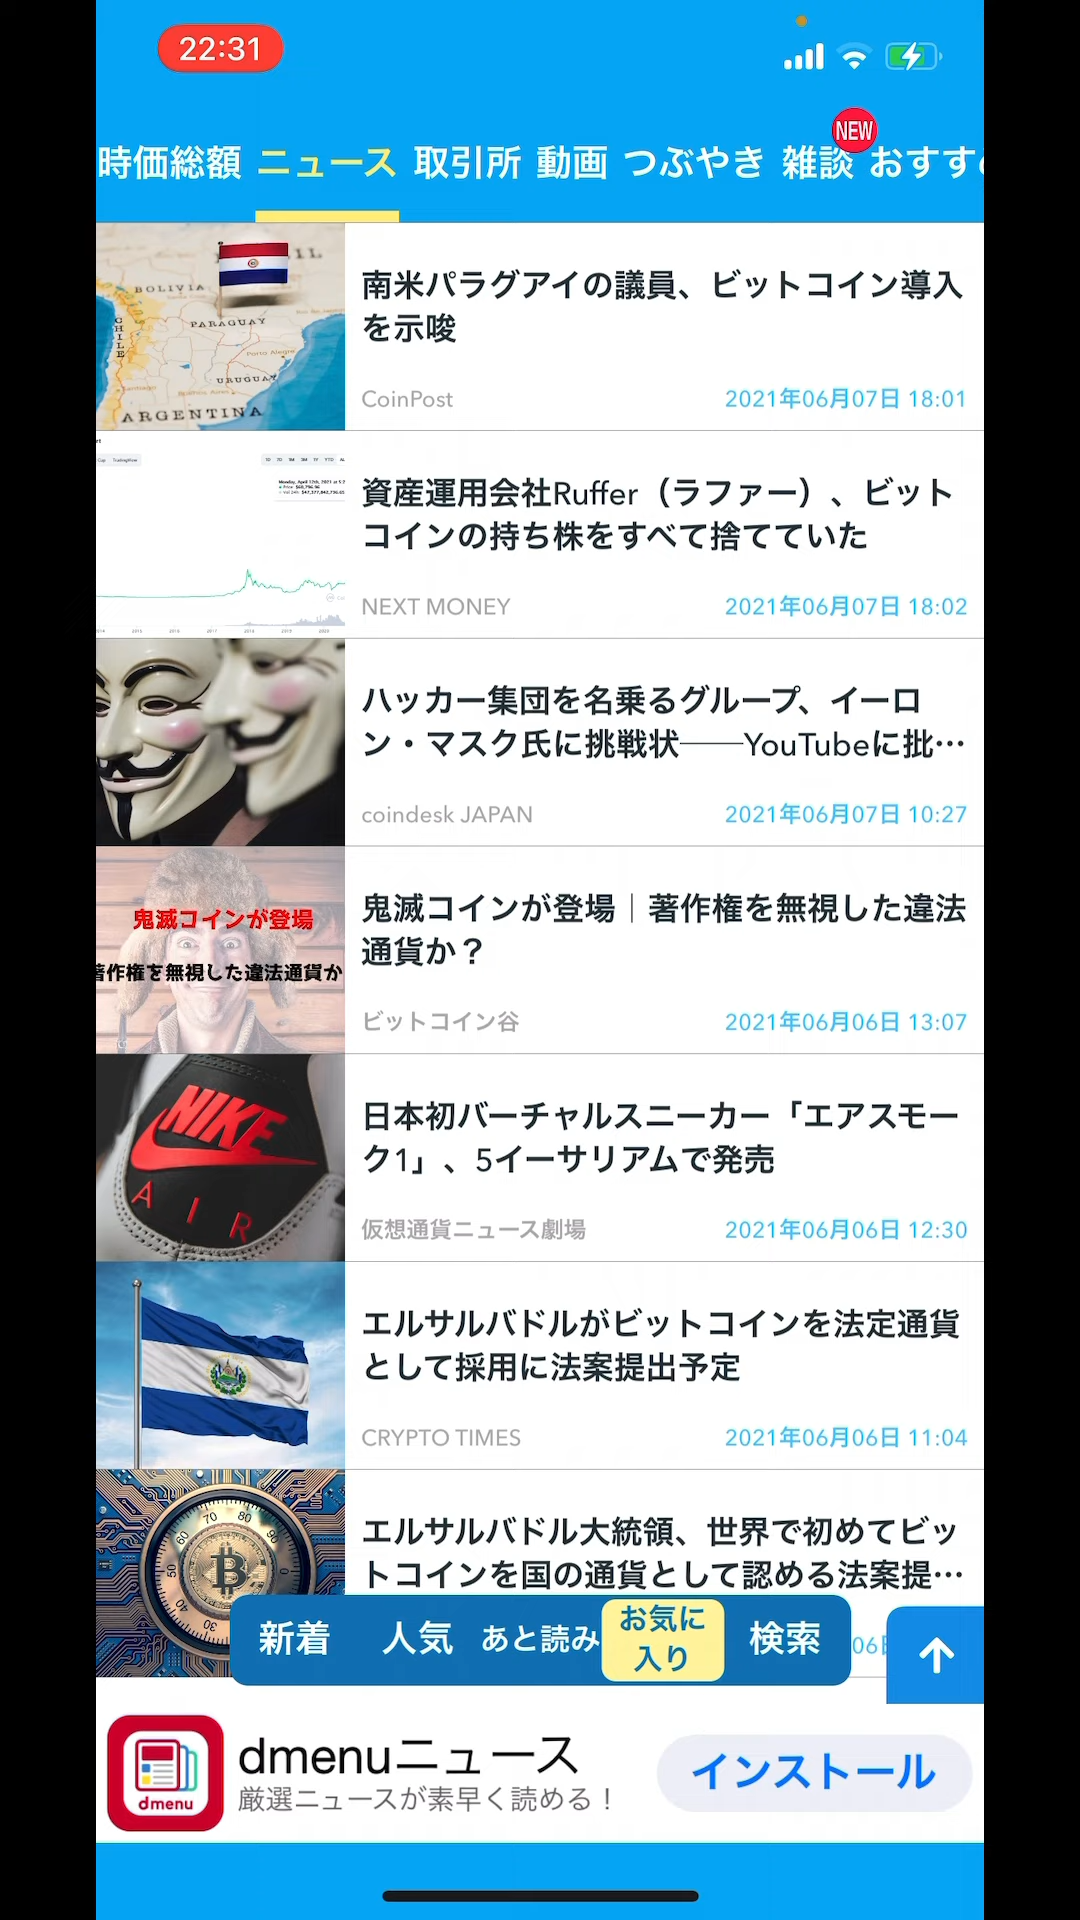 22:31
NEW
時価総額 ニュース 取引所 動画 つぶやき 雑談 おすすめ
BOLIVIA
PARAGUAY
CHILE
URUGUAY
ARGENTINA
南米パラグアイの議員、ビットコイン導入
を示唆
CoinPost 2021年06月07日 18:01
資産運用会社Ruffer（ラファー）、ビット
コインの持ち株をすべて捨てていた
NEXT MONEY 2021年06月07日 18:02
ハッカー集団を名乗るグループ、イーロ
ン・マスク氏に挑戦状──YouTubeに批…
coindesk JAPAN 2021年06月07日 10:27
鬼滅コインが登場
著作権を無視した違法通貨か
鬼滅コインが登場｜著作権を無視した違法
通貨か？
ビットコイン谷 2021年06月06日 13:07
NIKE
AIR
日本初バーチャルスニーカー「エアスモー
ク1」、5イーサリアムで発売
仮想通貨ニュース劇場 2021年06月06日 12:30
エルサルバドルがビットコインを法定通貨
として採用に法案提出予定
CRYPTO TIMES 2021年06月06日 11:04
70 80 90 60 50 40 30 0
エルサルバドル大統領、世界で初めてビッ
トコインを国の通貨として認める法案提…
新着 人気 あと読み お気に
入り 検索
dmenu
dmenuニュース
厳選ニュースが素早く読める！
インストール